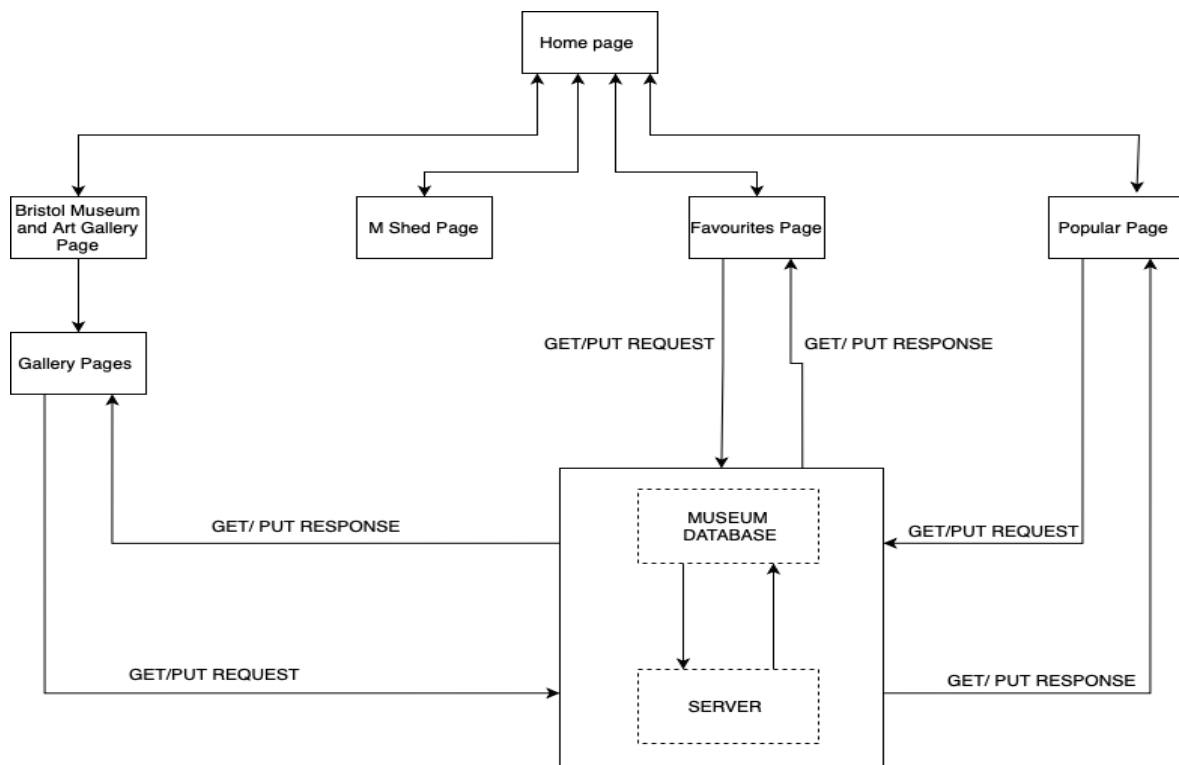 Home page
Bristol Museum
and Art Gallery
Page
M Shed Page
Favourites Page
Popular Page
Gallery Pages
GET/PUT REQUEST
GET/ PUT RESPONSE
GET/ PUT RESPONSE
MUSEUM
DATABASE
GET/PUT REQUEST
GET/PUT REQUEST
SERVER
GET/ PUT RESPONSE